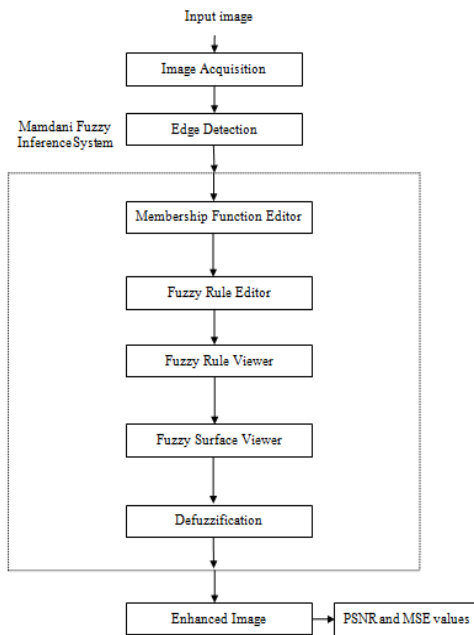 Input image
Image Acquisition
Mamdani Fuzzy
Inference System
Edge Detection
Membership Function Editor
Fuzzy Rule Editor
Fuzzy Rule Viewer
Fuzzy Surface Viewer
Defuzzification
Enhanced Image
PSNR and MSE values